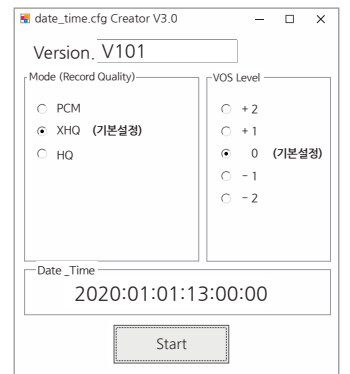 date_time.cfg Creator V3.0
Version. V101
Mode (Record Quality)
PCM
XHQ (기본설정)
HQ
VOS Level
+ 2
+ 1
0 (기본설정)
- 1
- 2
Date _Time
2020:01:01:13:00:00
Start